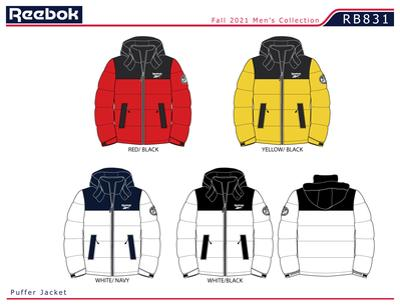 Reebok
Fall 2021 Men's Collection
RB831
RED/ BLACK
YELLOW/ BLACK
WHITE/ NAVY
WHITE/BLACK
Puffer Jacket